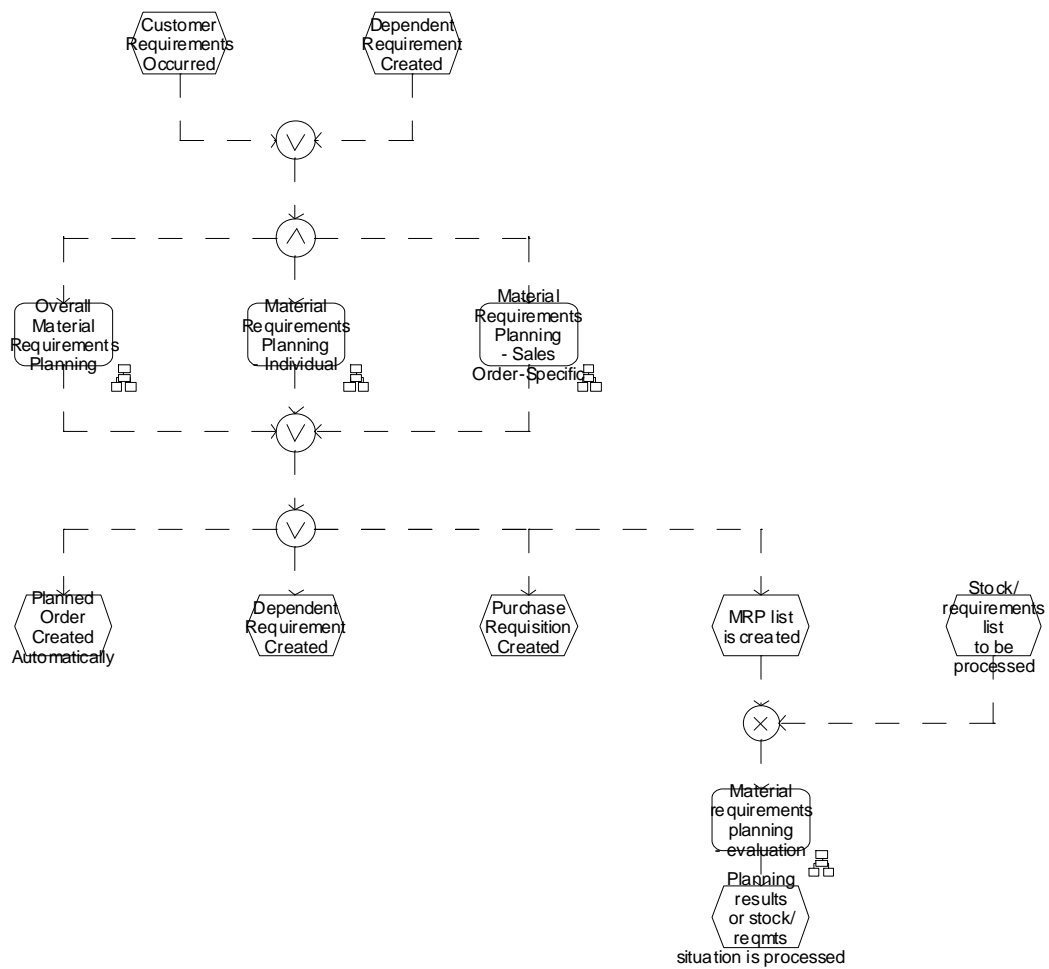 Customer
Requirements
Occurred
Dependent
Requirement
Created
Overall
Material
Requirements
Planning
Material
Requirements
Planning
- Individual
Material
Requirements
Planning
- Sales
Order-Specific
Planned
Order
Created
Automatically
Dependent
Requirement
Created
Purchase
Requisition
Created
MRP list
is created
Stock/
requirements
list
to be
processed
Material
requirements
planning
- evaluation
Planning
results
or stock/
reqmts
situation is processed